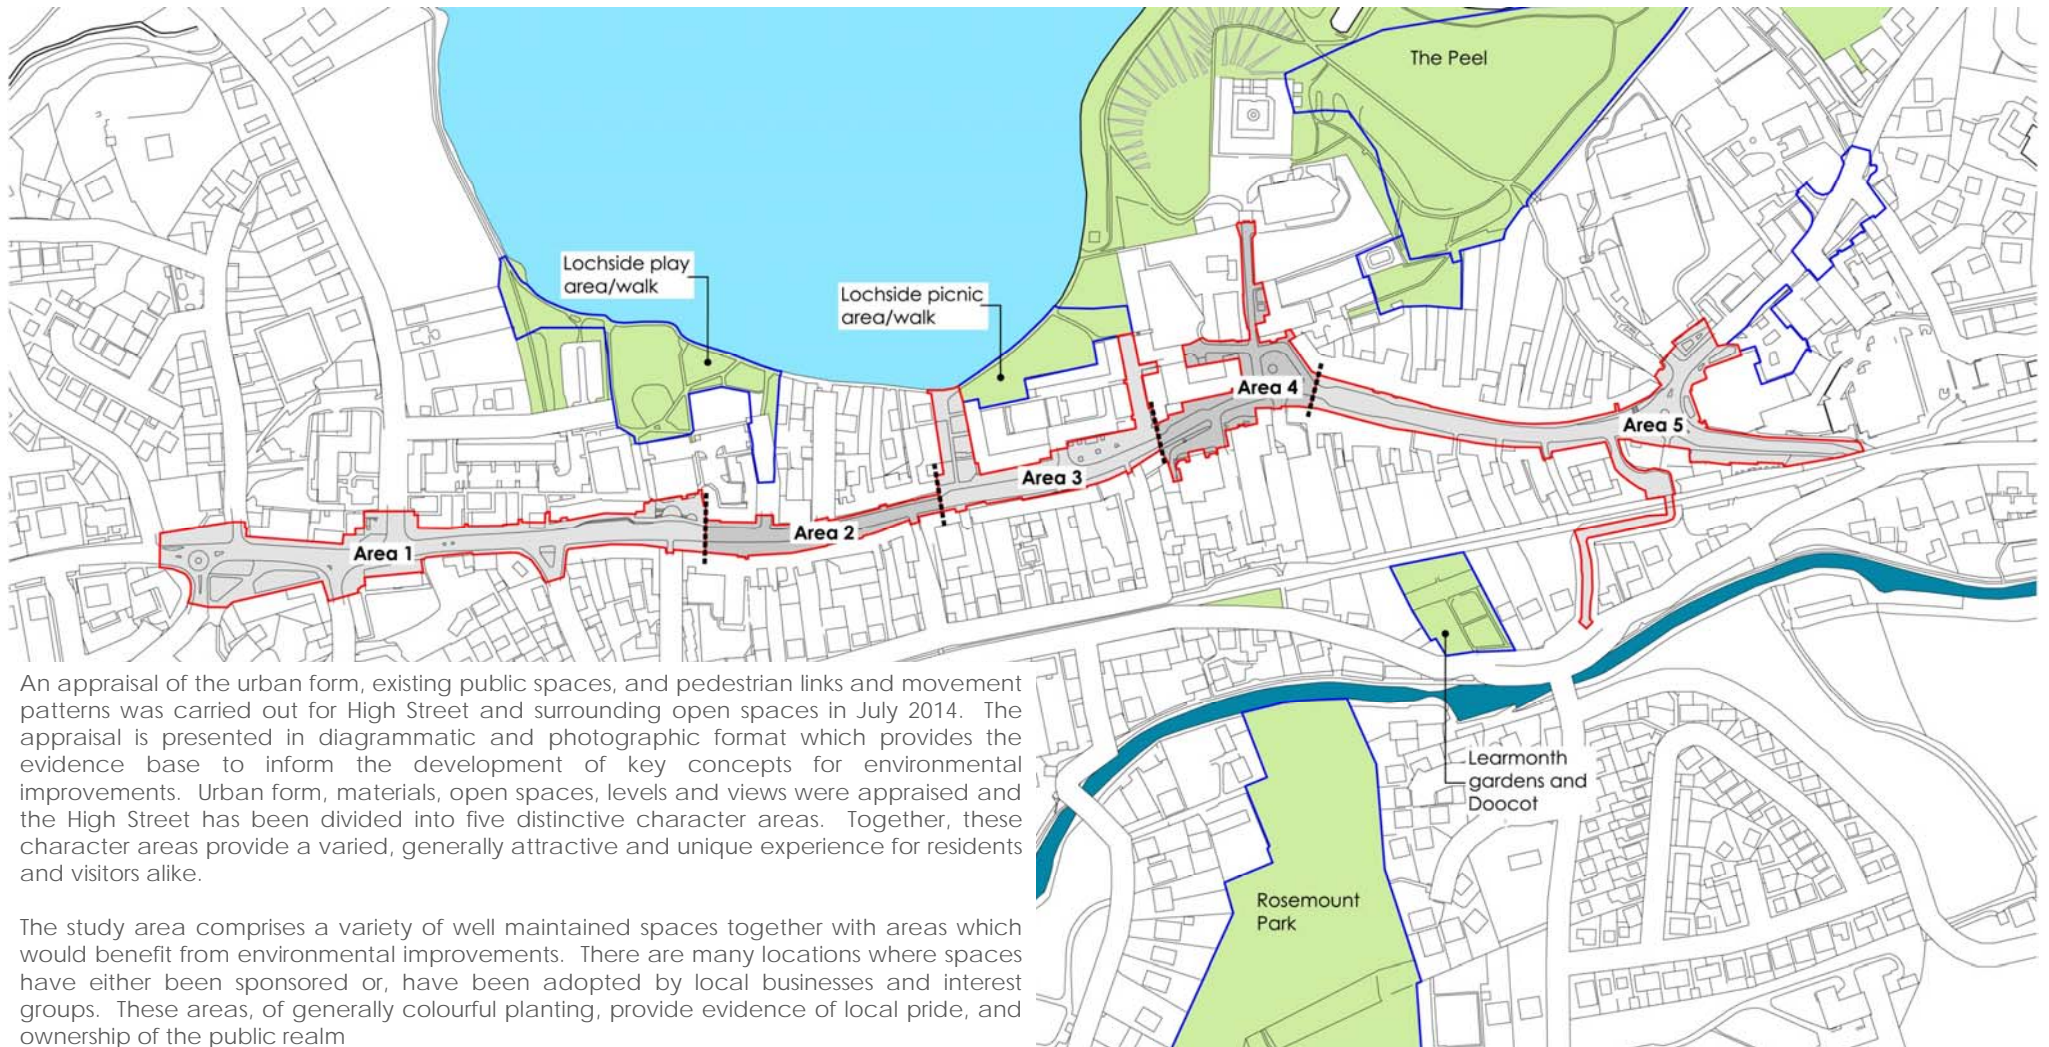 The Peel
Lochside play
area/walk
Lochside picnic
area/walk
Area 4
Area 5
Area 3
Area 2
Area 1
Learmonth
gardens and
Doocot
Rosemount
Park
An appraisal of the urban form, existing public spaces, and pedestrian links and movement
patterns was carried out for High Street and surrounding open spaces in July 2014. The
appraisal is presented in diagrammatic and photographic format which provides the
evidence base to inform the development of key concepts for environmental
improvements. Urban form, materials, open spaces, levels and views were appraised and
the High Street has been divided into five distinctive character areas. Together, these
character areas provide a varied, generally attractive and unique experience for residents
and visitors alike.
The study area comprises a variety of well maintained spaces together with areas which
would benefit from environmental improvements. There are many locations where spaces
have either been sponsored or, have been adopted by local businesses and interest
groups. These areas, of generally colourful planting, provide evidence of local pride, and
ownership of the public realm